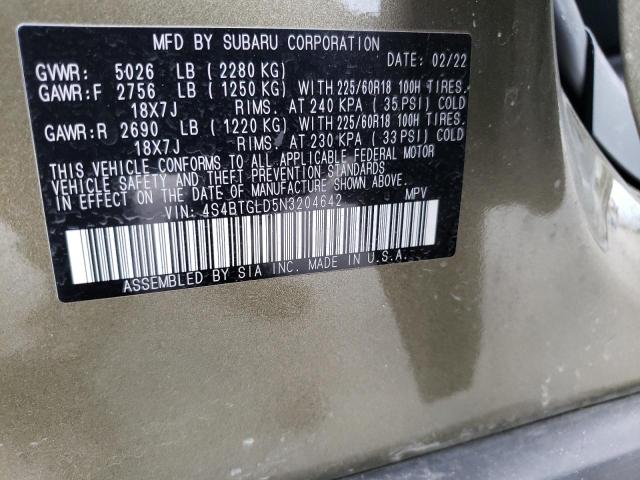 MFD BY SUBARU CORPORATION DATE: 02/22
GVWR: 5026 LB (2280 KG)
GAWR:F 2756 LB (1250 KG) WITH 225/60R18 100H TIRES.
18X7J RIMS. AT 240 KPA (35 PSI) COLD
GAWR:R 2690 LB (1220 KG) WITH 225/60R18 100H TIRES.
18X7J RIMS. AT 230 KPA (33 PSI) COLD
THIS VEHICLE CONFORMS TO ALL APPLICABLE FEDERAL MOTOR
VEHICLE SAFETY AND THEFT PREVENTION STANDARDS
IN EFFECT ON THE DATE OF MANUFACTURE SHOWN ABOVE.
VIN: 4S4BTGLD5N3204642 MPV
ASSEMBLED BY SIA INC. MADE IN U.S.A.